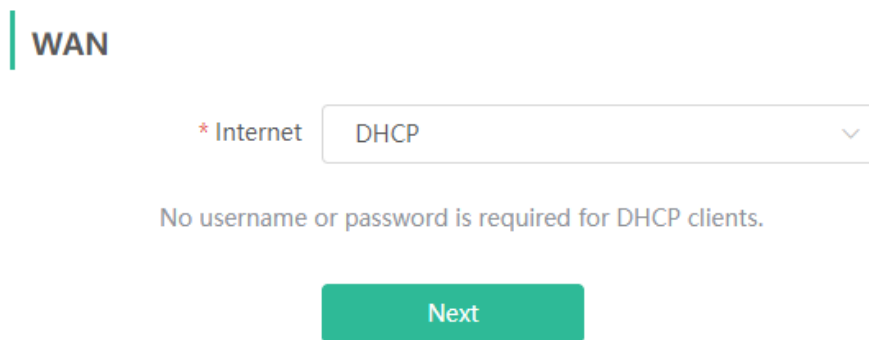 WAN
* Internet DHCP
No username or password is required for DHCP clients.
Next